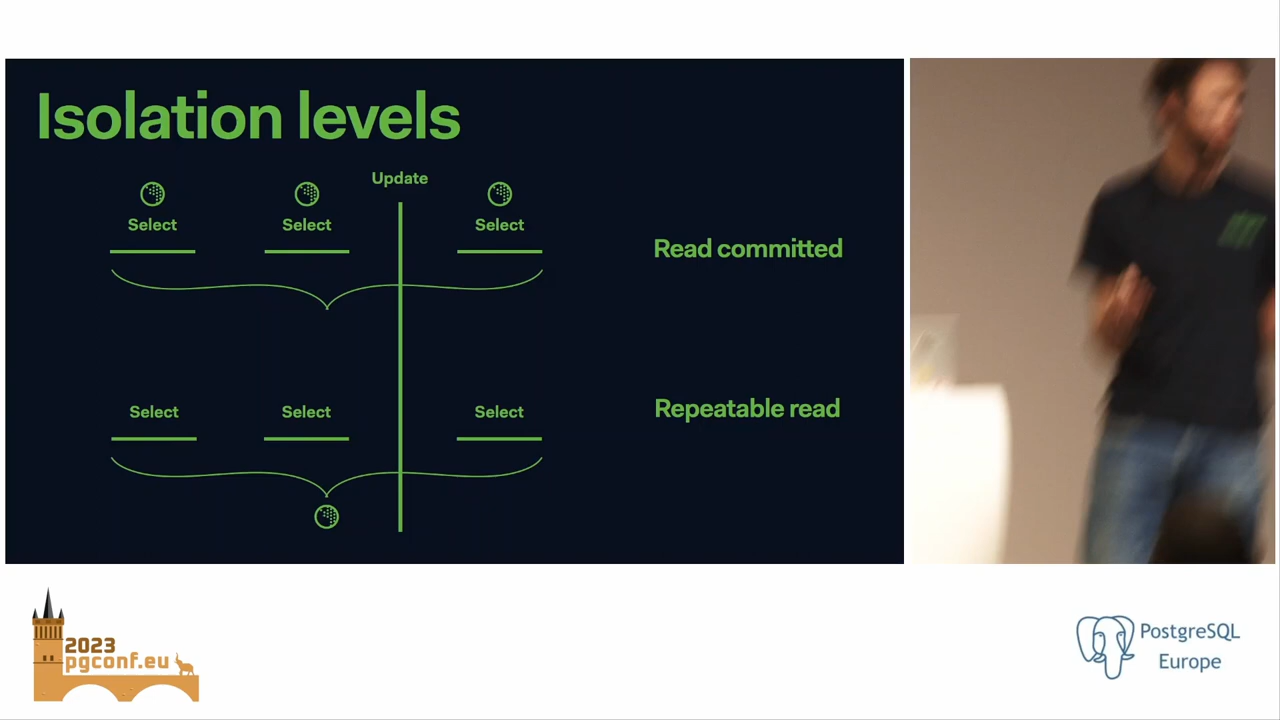 Isolation levels
Update
Select Select Select
Read committed
Select Select Select
Repeatable read
2023
pgconf.eu
PostgreSQL
Europe